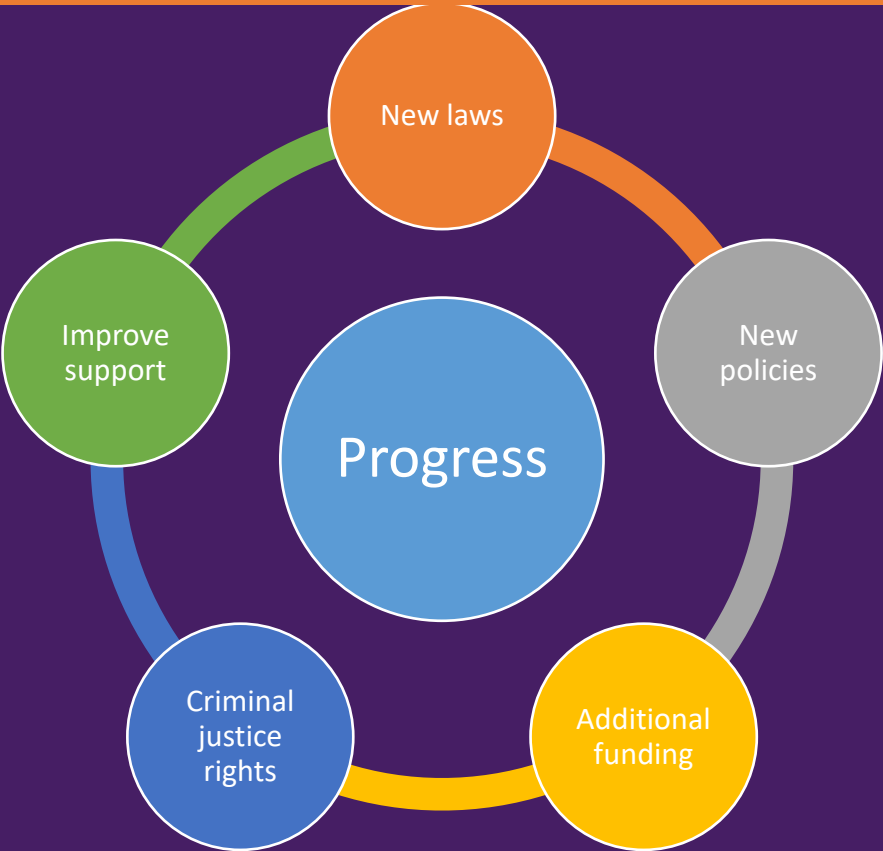 New laws
New
policies
Additional
funding
Criminal
justice
rights
Improve
support
Progress